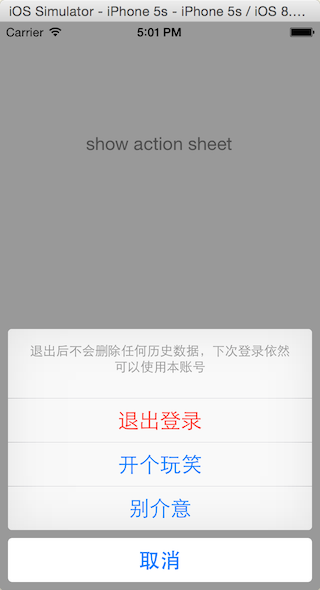 iOS Simulator - iPhone 5s - iPhone 5s / iOS 8....
Carrier 5:01 PM
show action sheet
退出后不会删除任何历史数据，下次登录依然
可以使用本账号
退出登录
开个玩笑
别介意
取消